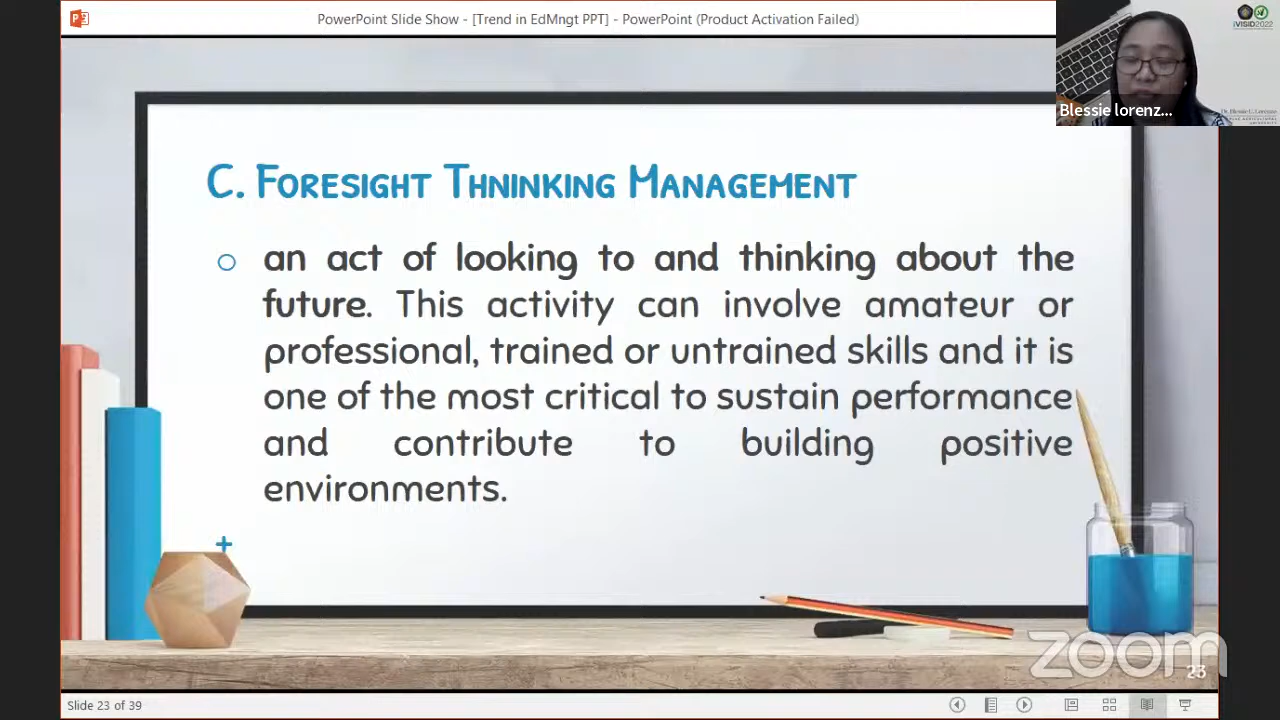 PowerPoint Slide Show - [Trend in EdMngt PPT] - PowerPoint (Product Activation Failed)
iVISID2022
Blessie lorenz...
C. Foresight Thninking Management
an act of looking to and thinking about the
future. This activity can involve amateur or
professional, trained or untrained skills and it is
one of the most critical to sustain performance
and contribute to building positive
environments.
+
zoom
23
Slide 23 of 39